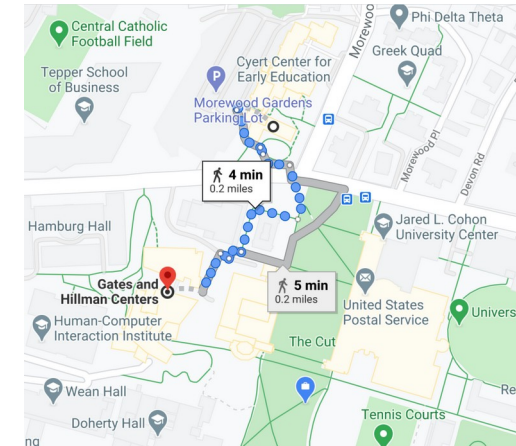 Central Catholic
Football Field
Morewoo
Phi Delta Theta
Greek Quad
Tepper School
of Business
P
Cyert Center for
Early Education
Morewood Gardens
Parking Lot
Morewood Pl
Devon Rd
4 min
0.2 miles
Hamburg Hall
Jared L. Cohon
University Center
Gates and
Hillman Centers
5 min
0.2 miles
United States
Postal Service
Univers
Human-Computer
Interaction Institute
The Cut
Wean Hall
Re
Doherty Hall
Tennis Courts
ng